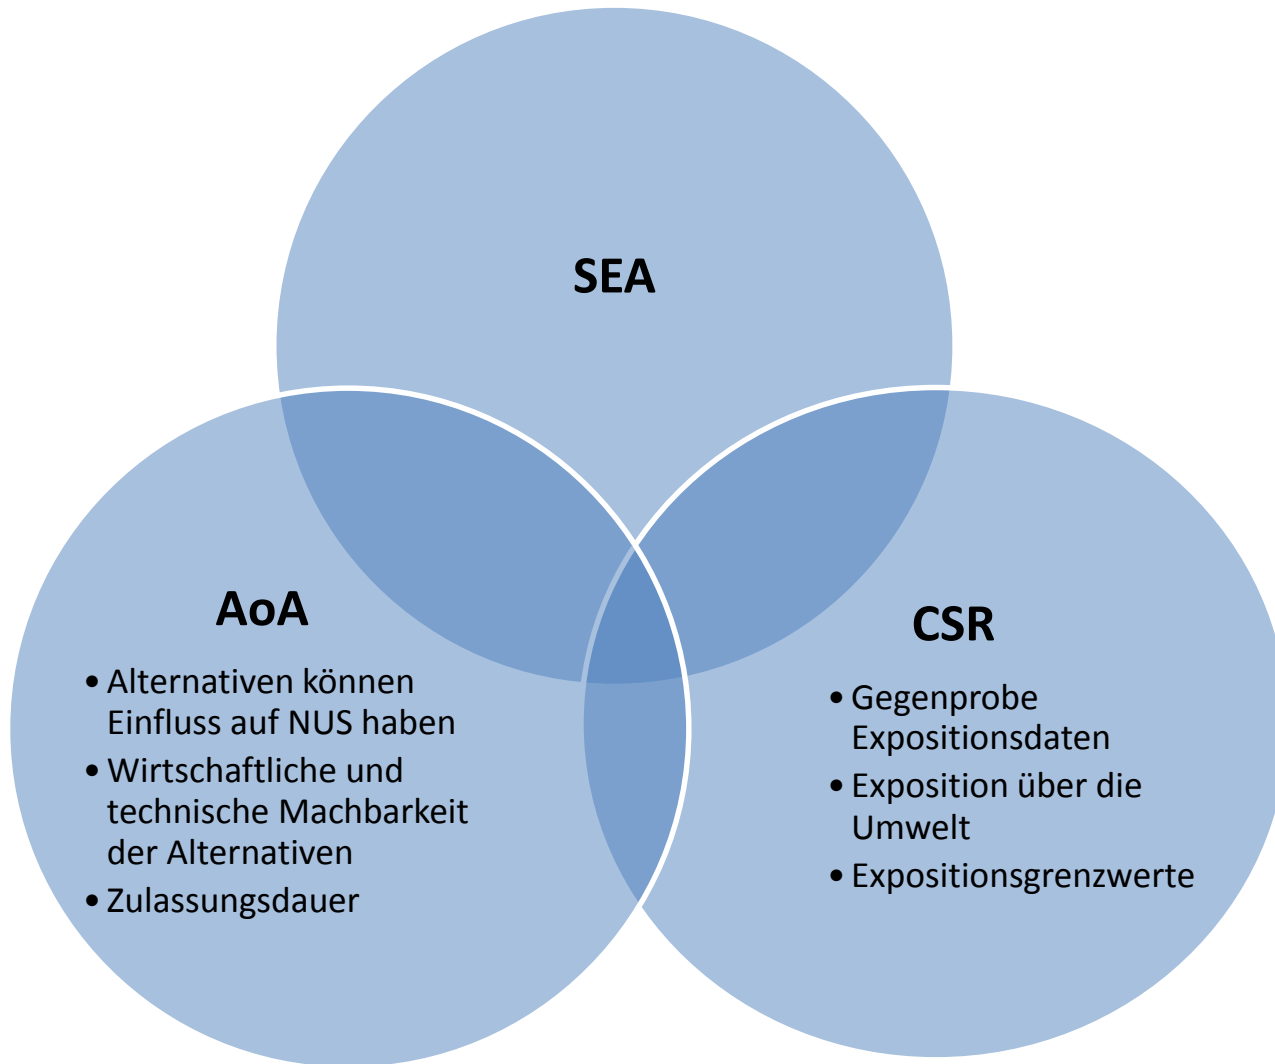 SEA
AoA
• Alternativen können
Einfluss auf NUS haben
• Wirtschaftliche und
technische Machbarkeit
der Alternativen
• Zulassungsdauer
CSR
• Gegenprobe
Expositionsdaten
• Exposition über die
Umwelt
• Expositionsgrenzwerte